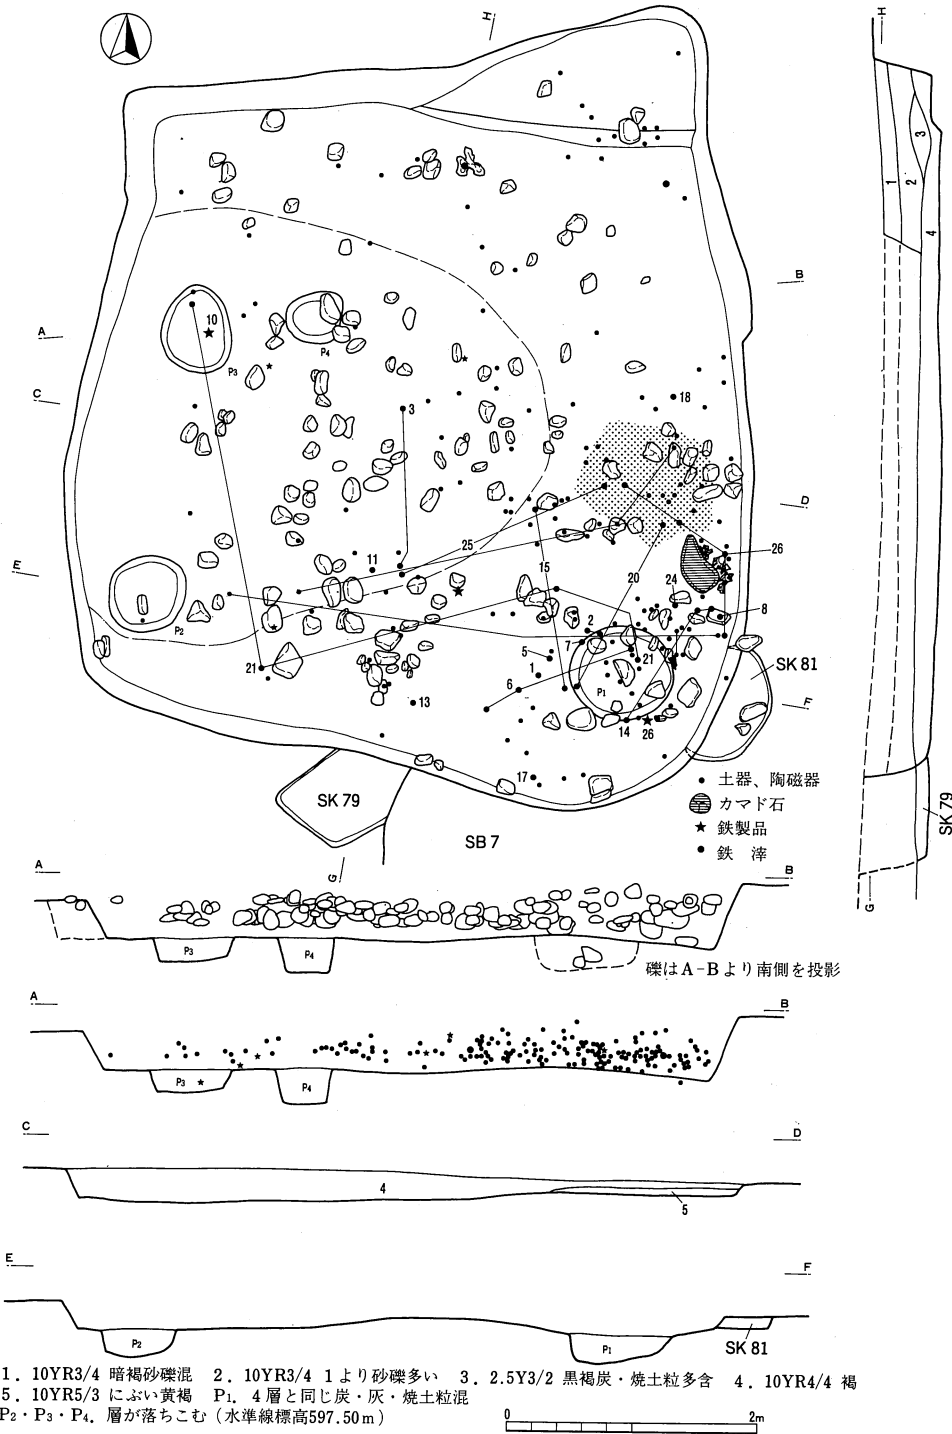 H
H
A
C
E
B
D
F
10
P3
P4
3
18
11
25
15
20
26
24
8
P2
21
2
7
5
1
6
21
P1
13
14
26
17
SK 81
SK 79
SB 7
G
1
2
3
4
SK 79
G
● 土器、陶磁器
カマド石
★ 鉄製品
● 鉄 滓
A
B
P3
P4
礫はA-Bより南側を投影
A
B
P3
P4
C
D
4
5
E
F
P2
P1
SK 81
1．10YR3/4 暗褐砂礫混 2．10YR3/4 1より砂礫多い 3．2.5Y3/2 黒褐炭・焼土粒多含 4．10YR4/4 褐
5．10YR5/3 にぶい黄褐 P1．4層と同じ炭・灰・焼土粒混
P2・P3・P4．層が落ちこむ（水準線標高597.50m）
0 2m